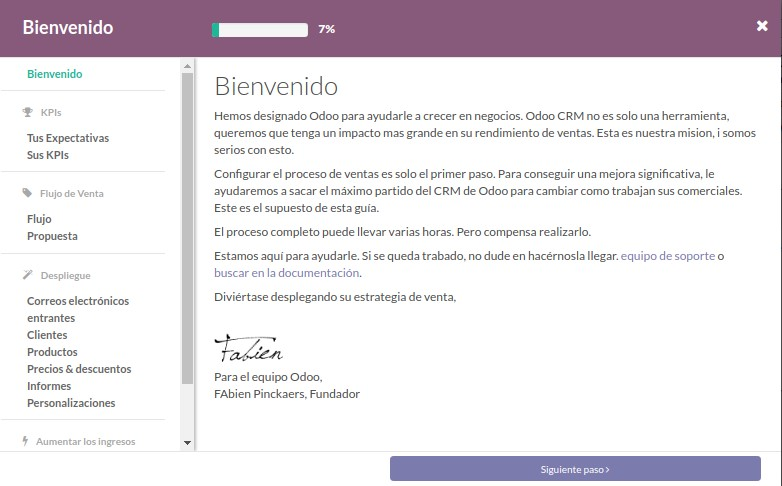 Bienvenido
7%
Bienvenido
KPIs
Tus Expectativas
Sus KPIs
Flujo de Venta
Flujo
Propuesta
Despliegue
Correos electrónicos
entrantes
Clientes
Productos
Precios & descuentos
Informes
Personalizaciones
Aumentar los ingresos
Bienvenido
Hemos designado Odoo para ayudarle a crecer en negocios. Odoo CRM no es solo una herramienta,
queremos que tenga un impacto mas grande en su rendimiento de ventas. Esta es nuestra mision, i somos
serios con esto.
Configurar el proceso de ventas es solo el primer paso. Para conseguir una mejora significativa, le
ayudaremos a sacar el máximo partido del CRM de Odoo para cambiar como trabajan sus comerciales.
Este es el supuesto de esta guía.
El proceso completo puede llevar varias horas. Pero compensa realizarlo.
Estamos aquí para ayudarle. Si se queda trabado, no dude en hacérnosla llegar. equipo de soporte o
buscar en la documentación.
Diviértase desplegando su estrategia de venta,
Fabien
Para el equipo Odoo,
FAbien Pinckaers, Fundador
Siguiente paso